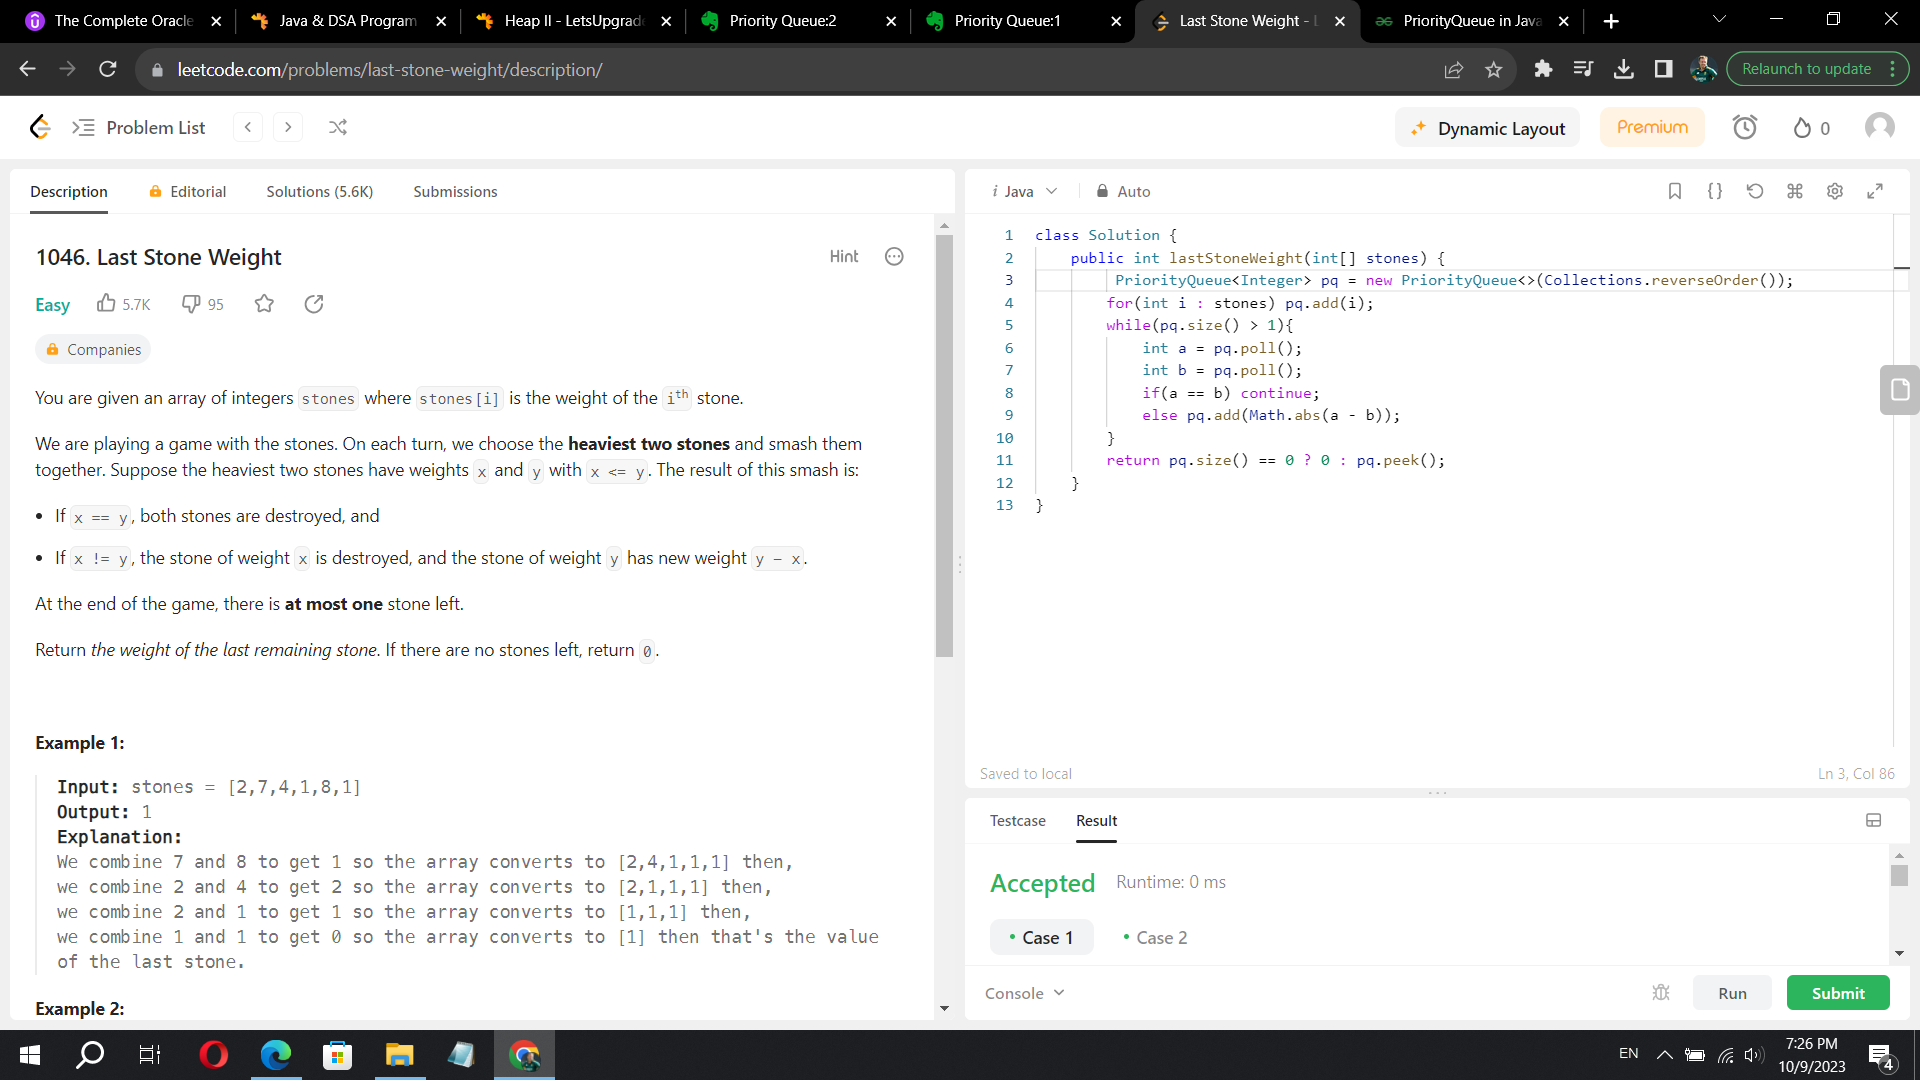 The Complete Oracle
Java & DSA Program
Heap II - LetsUpgrade
Priority Queue:2
Priority Queue:1
Last Stone Weight - L
PriorityQueue in Java
leetcode.com/problems/last-stone-weight/description/
Relaunch to update
Problem List
Dynamic Layout
Premium
0
Description
Editorial
Solutions (5.6K)
Submissions
1046. Last Stone Weight
Hint
Easy
5.7K
95
Companies
You are given an array of integers stones where stones[i] is the weight of the ith stone.
We are playing a game with the stones. On each turn, we choose the heaviest two stones and smash them
together. Suppose the heaviest two stones have weights x and y with x <= y. The result of this smash is:
• If x == y, both stones are destroyed, and
• If x != y, the stone of weight x is destroyed, and the stone of weight y has new weight y - x.
At the end of the game, there is at most one stone left.
Return the weight of the last remaining stone. If there are no stones left, return 0.
Example 1:
Input: stones = [2,7,4,1,8,1]
Output: 1
Explanation:
We combine 7 and 8 to get 1 so the array converts to [2,4,1,1,1] then,
we combine 2 and 4 to get 2 so the array converts to [2,1,1,1] then,
we combine 2 and 1 to get 1 so the array converts to [1,1,1] then,
we combine 1 and 1 to get 0 so the array converts to [1] then that's the value
of the last stone.
Example 2:
i Java
Auto
1 class Solution {
2 public int lastStoneWeight(int[] stones) {
3 PriorityQueue<Integer> pq = new PriorityQueue<>(Collections.reverseOrder());
4 for(int i : stones) pq.add(i);
5 while(pq.size() > 1){
6 int a = pq.poll();
7 int b = pq.poll();
8 if(a == b) continue;
9 else pq.add(Math.abs(a - b));
10 }
11 return pq.size() == 0 ? 0 : pq.peek();
12 }
13 }
Saved to local
Ln 3, Col 86
Testcase
Result
Accepted
Runtime: 0 ms
• Case 1
• Case 2
Console
Run
Submit
EN
7:26 PM
10/9/2023
4